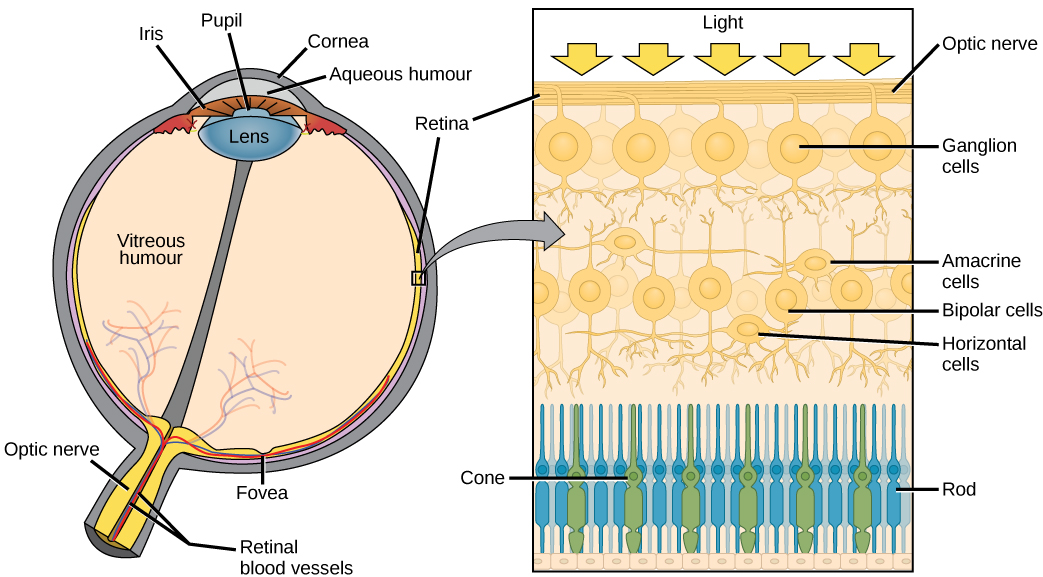 Pupil
Iris
Cornea
Aqueous humour
Retina
Lens
Vitreous
humour
Optic nerve
Fovea
Retinal
blood vessels
Light
Optic nerve
Ganglion
cells
Amacrine
cells
Bipolar cells
Horizontal
cells
Cone
Rod